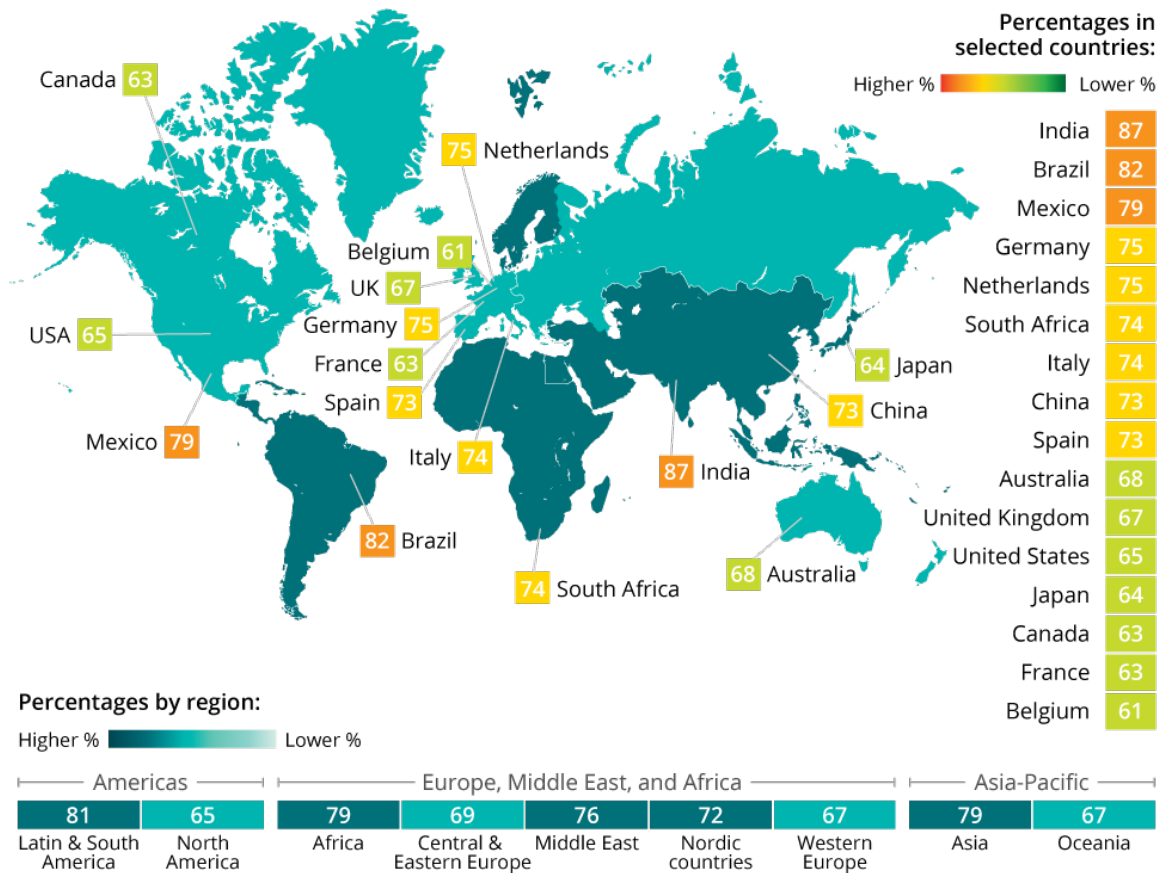 Percentages in
selected countries:
Higher % Lower %
Canada 63
75 Netherlands
Belgium 61
UK 67
Germany 75
France 63
Spain 73
USA 65
Mexico 79
Italy 74
82 Brazil
74 South Africa
87 India
73 China
64 Japan
68 Australia
India 87
Brazil 82
Mexico 79
Germany 75
Netherlands 75
South Africa 74
Italy 74
China 73
Spain 73
Australia 68
United Kingdom 67
United States 65
Japan 64
Canada 63
France 63
Belgium 61
Percentages by region:
Higher % Lower %
Americas
81 65
Latin & South North
America America
Europe, Middle East, and Africa
79 69 76 72 67
Africa Central & Middle East Nordic Western
Eastern Europe countries Europe
Asia-Pacific
79 67
Asia Oceania